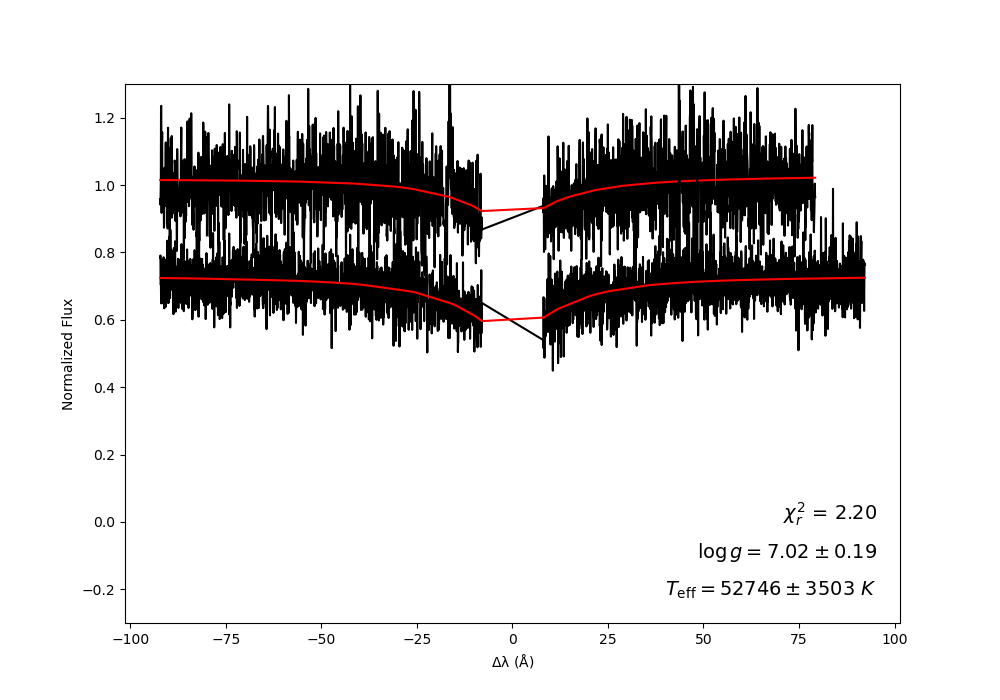 1.2
1.0
0.8
0.6
0.4
0.2
0.0
−0.2
Normalized Flux
χ²ᵣ = 2.20
log g = 7.02 ± 0.19
T_eff = 52746 ± 3503 K
−100 −75 −50 −25 0 25 50 75 100
Δλ (Å)